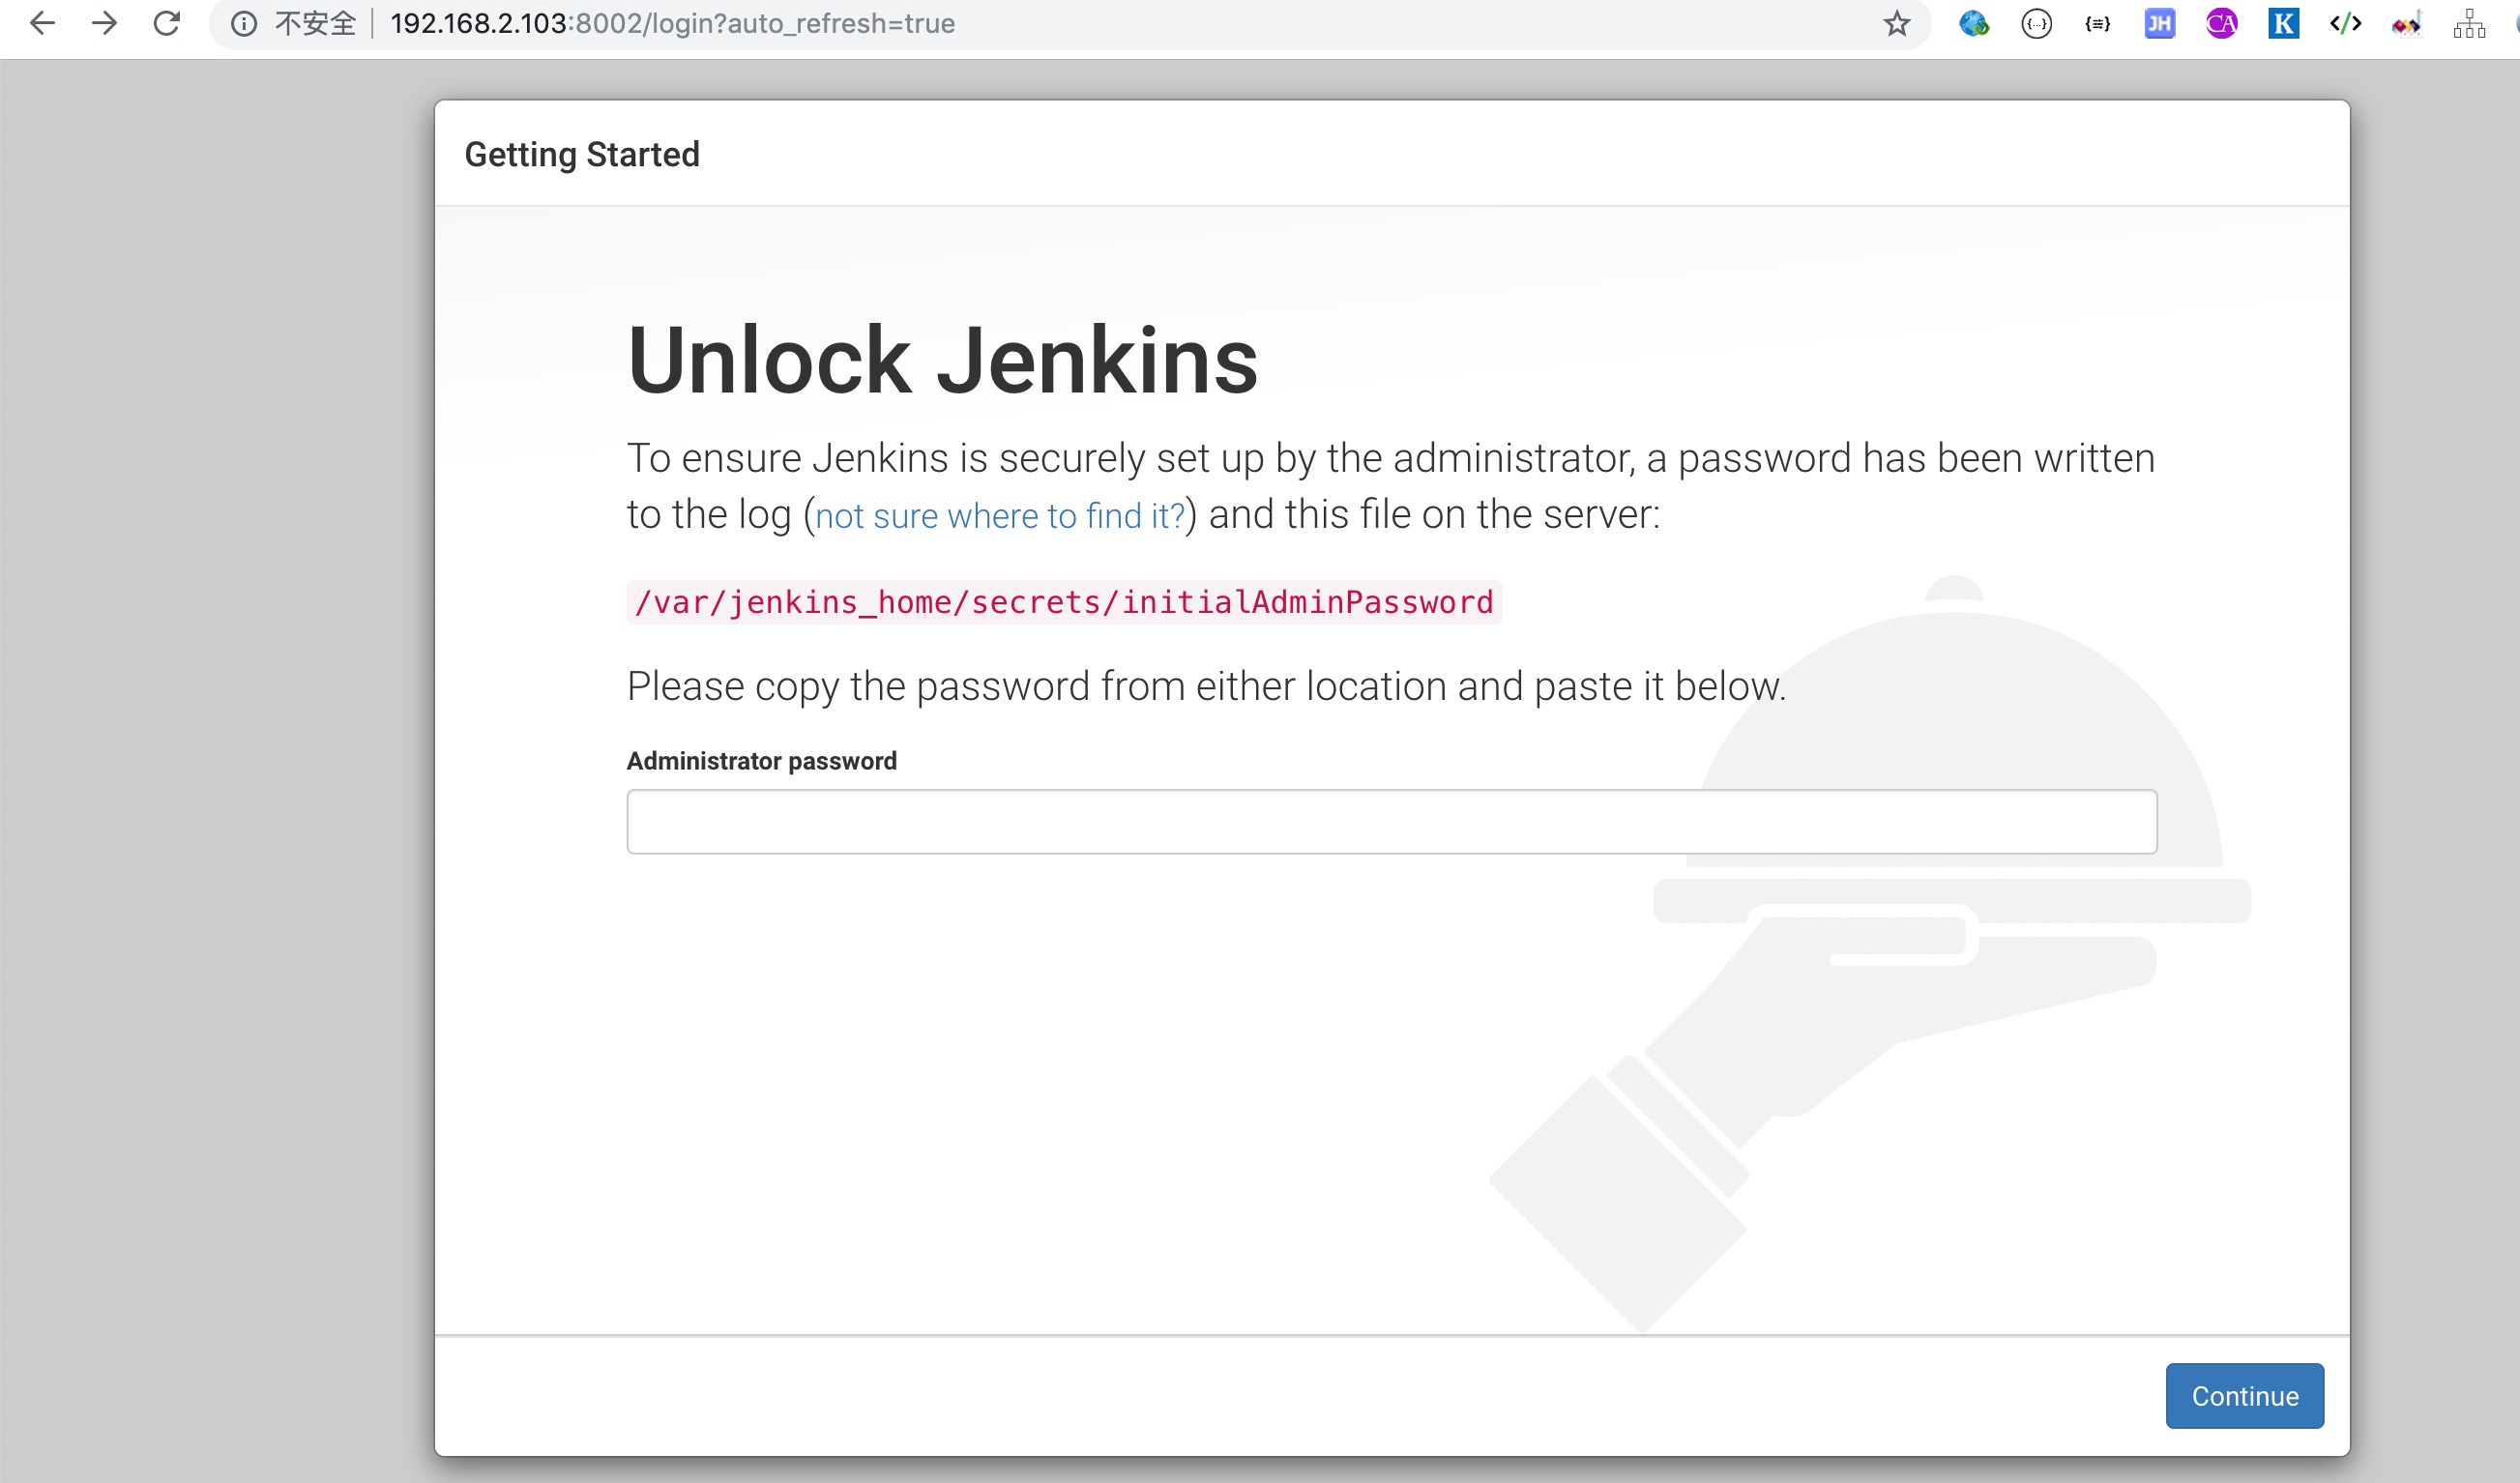 不安全 192.168.2.103:8002/login?auto_refresh=true
{...} {≡} JH CA K </>
Getting Started
Unlock Jenkins
To ensure Jenkins is securely set up by the administrator, a password has been written
to the log (not sure where to find it?) and this file on the server:
/var/jenkins_home/secrets/initialAdminPassword
Please copy the password from either location and paste it below.
Administrator password
Continue